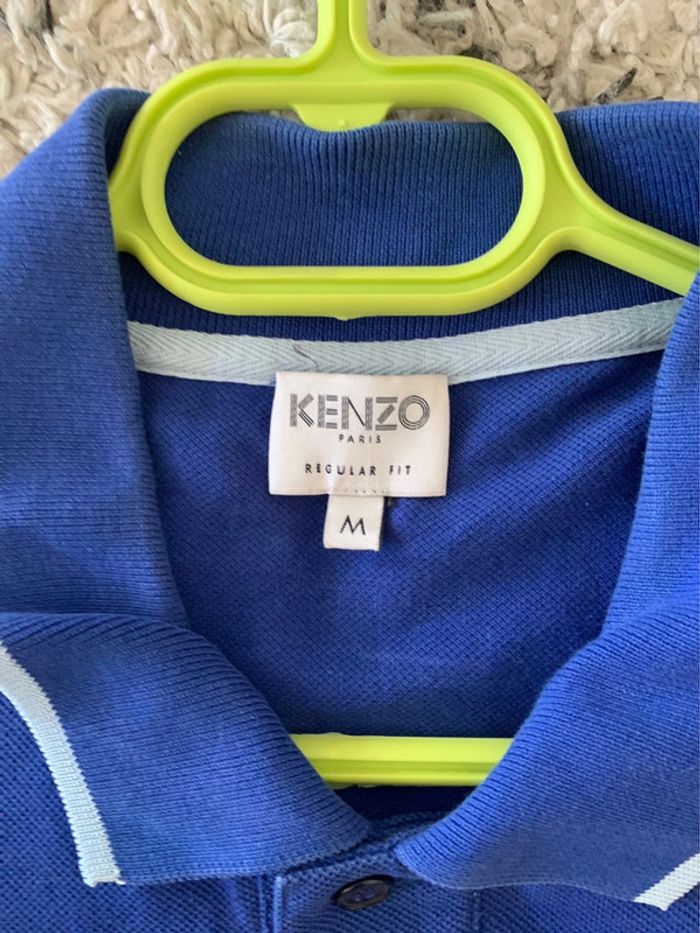 KENZO
PARIS
REGULAR FIT
M